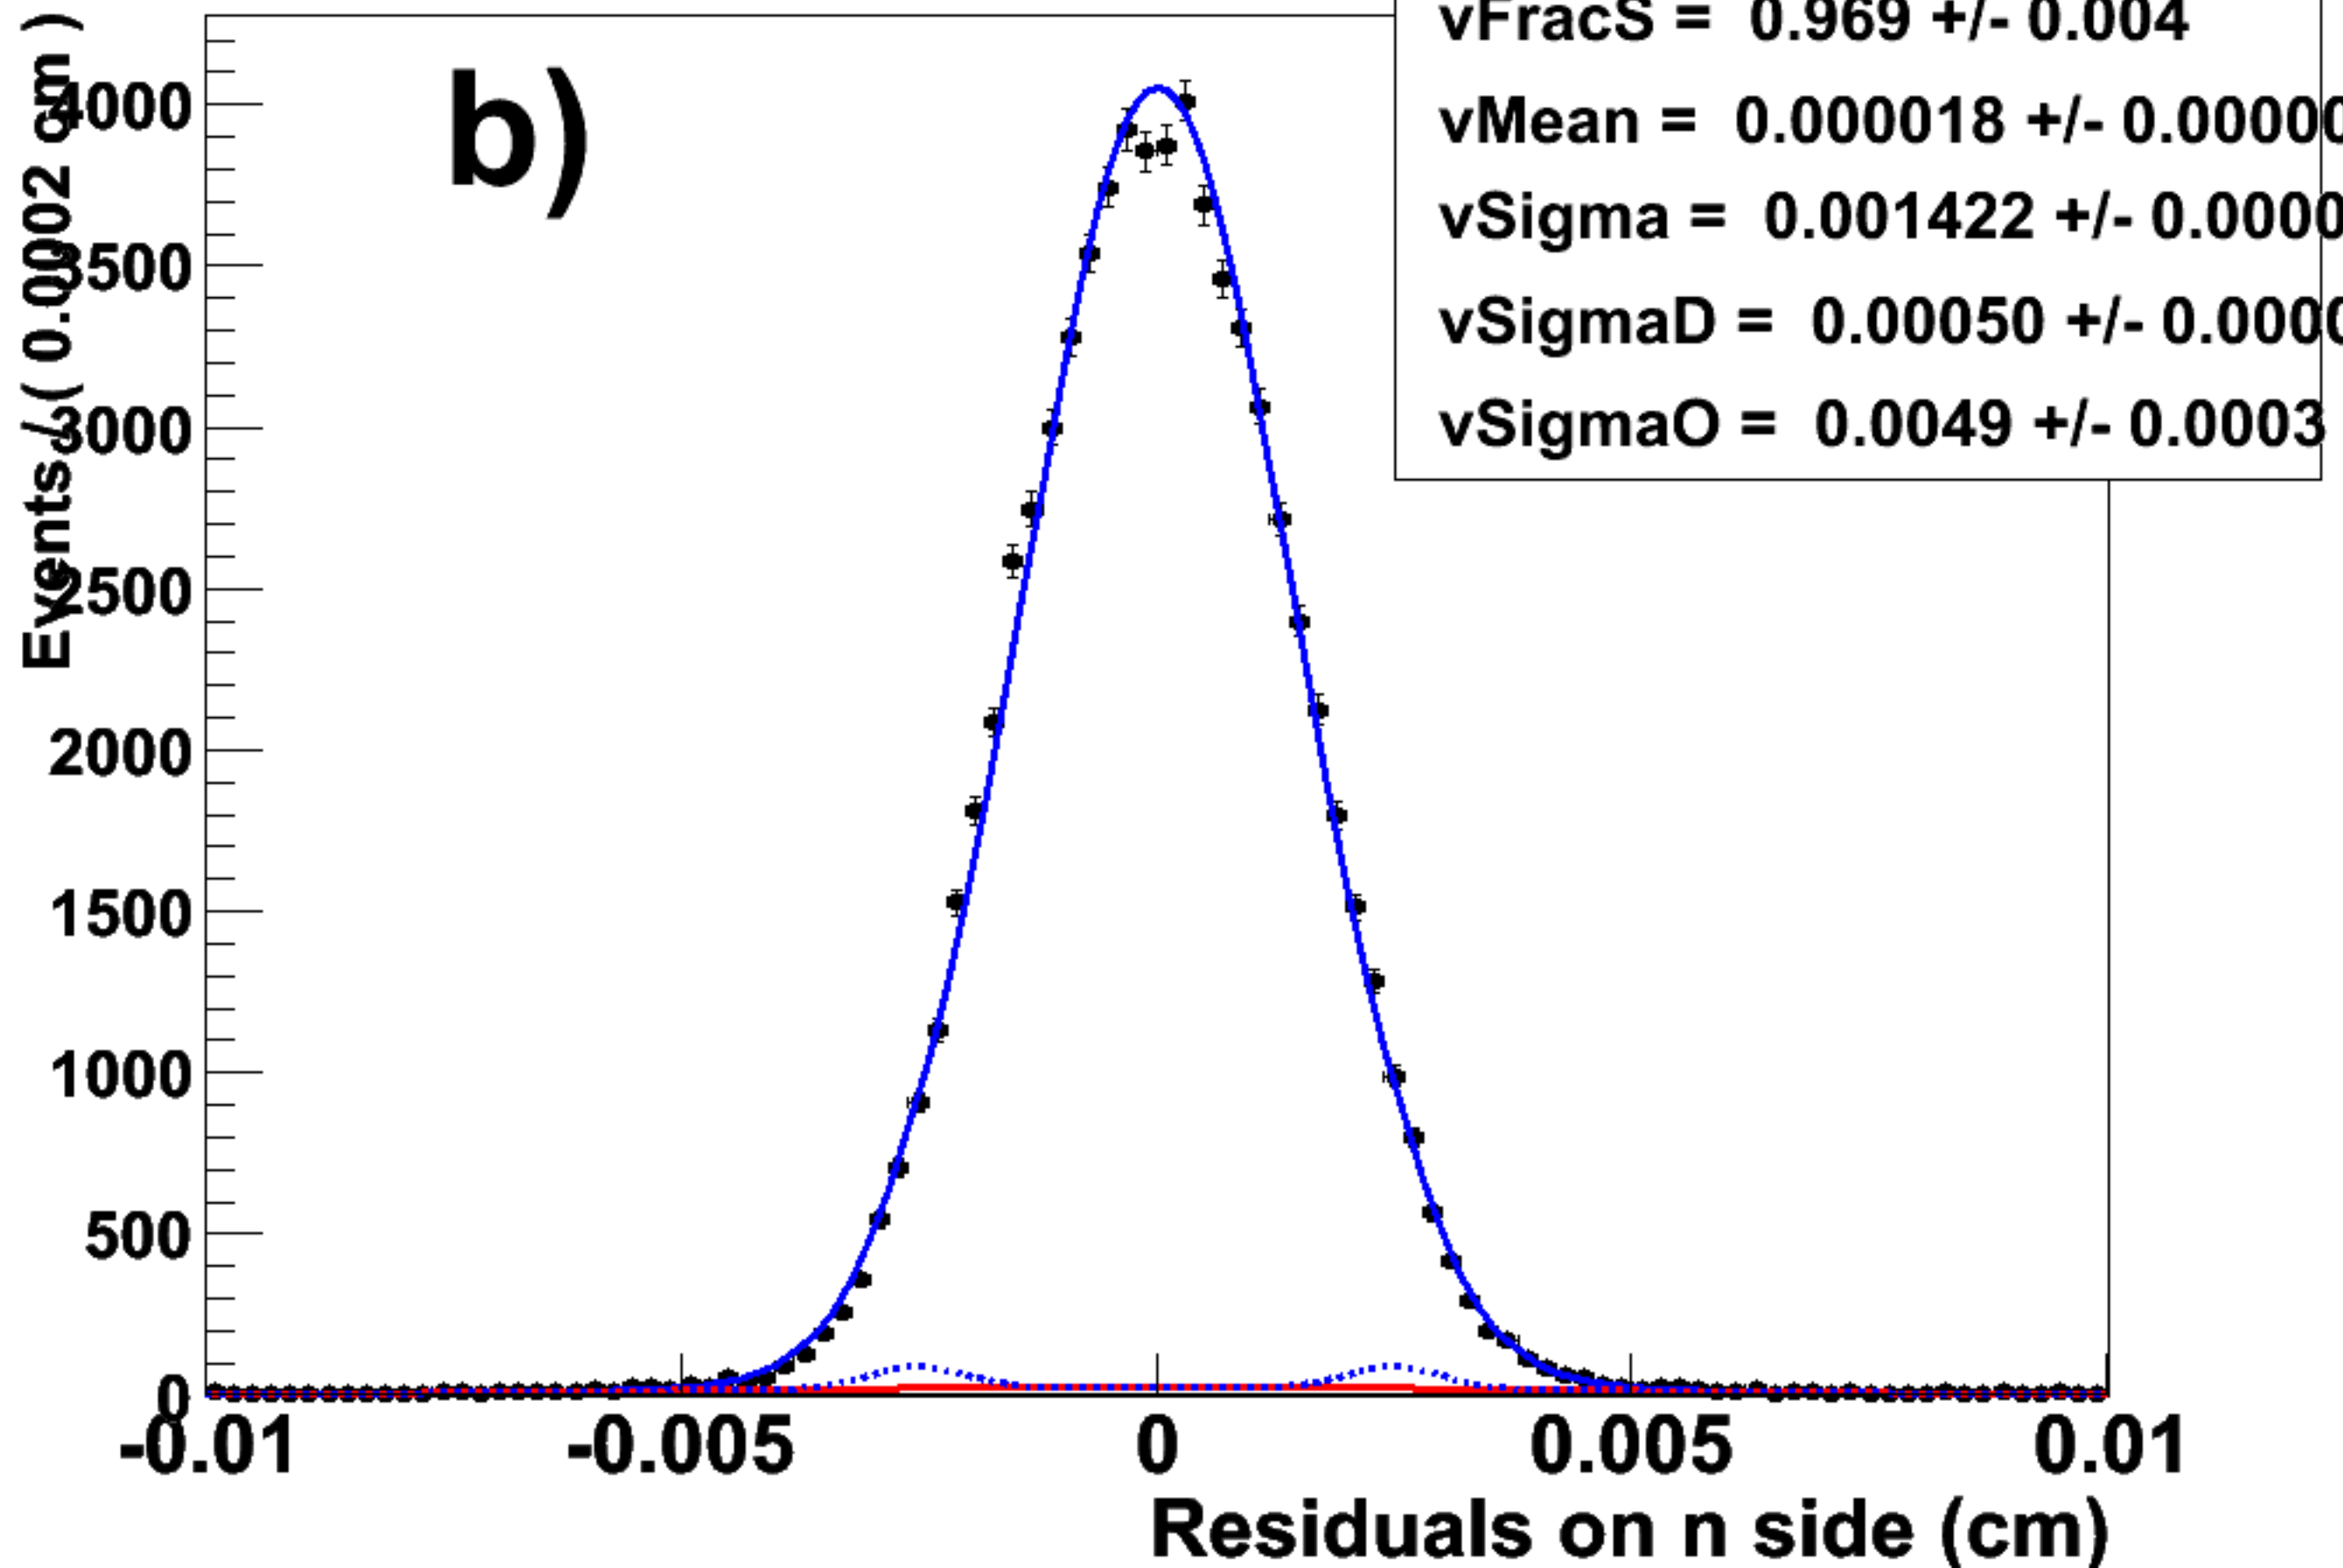 vFracS = 0.969 +/- 0.004
vMean = 0.000018 +/- 0.00000
vSigma = 0.001422 +/- 0.0000
vSigmaD = 0.00050 +/- 0.0000
vSigmaO = 0.0049 +/- 0.0003
b)
Events / ( 0.0002 cm )
4000
3500
3000
2500
2000
1500
1000
500
0
-0.01
-0.005
0
0.005
0.01
Residuals on n side (cm)